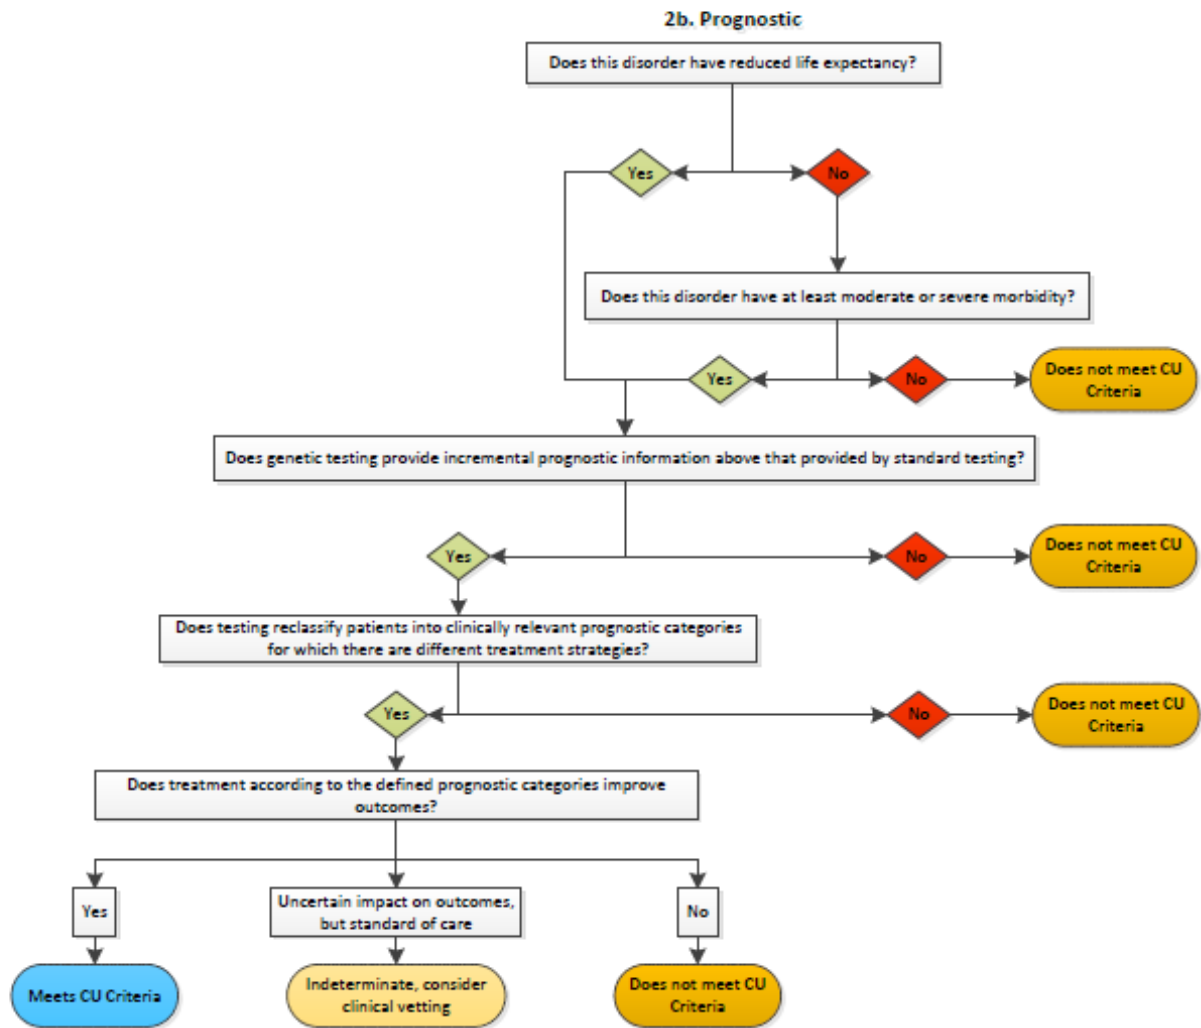 2b. Prognostic
Does this disorder have reduced life expectancy?
Yes
No
Does this disorder have at least moderate or severe morbidity?
Yes
No
Does not meet CU
Criteria
Does genetic testing provide incremental prognostic information above that provided by standard testing?
Yes
No
Does not meet CU
Criteria
Does testing reclassify patients into clinically relevant prognostic categories
for which there are different treatment strategies?
Yes
No
Does not meet CU
Criteria
Does treatment according to the defined prognostic categories improve
outcomes?
Yes
Uncertain impact on outcomes,
but standard of care
No
Meets CU Criteria
Indeterminate, consider
clinical vetting
Does not meet CU
Criteria